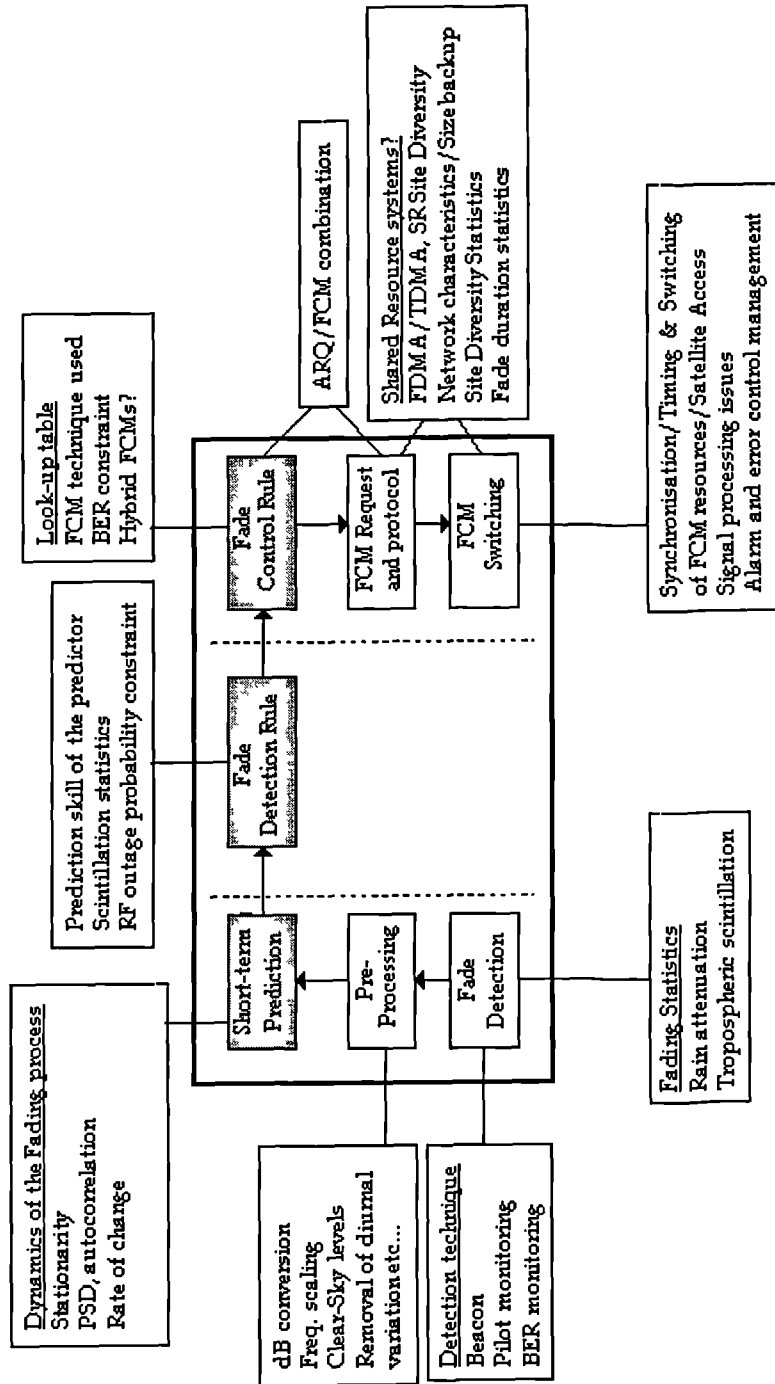 Dynamics of the Fading process
Stationarity
PSD, autocorrelation
Rate of change
Prediction skill of the predictor
Scintillation statistics
RF outage probability constraint
Look-up table
FCM technique used
BER constraint
Hybrid FCMs?
dB conversion
Freq. scaling
Clear-Sky levels
Removal of diurnal
variation etc...
Detection technique
Beacon
Pilot monitoring
BER monitoring
Short-term
Prediction
Pre-
Processing
Fade
Detection
Fade
Detection Rule
Fade
Control Rule
FCM Request
and protocol
FCM
Switching
ARQ/FCM combination
Shared Resource systems?
FDMA/TDMA, SR Site Diversity
Network characteristics/Size backup
Site Diversity Statistics
Fade duration statistics
Fading Statistics
Rain attenuation
Tropospheric scintillation
Synchronisation/Timing & Switching
of FCM resources/Satellite Access
Signal processing issues
Alarm and error control management